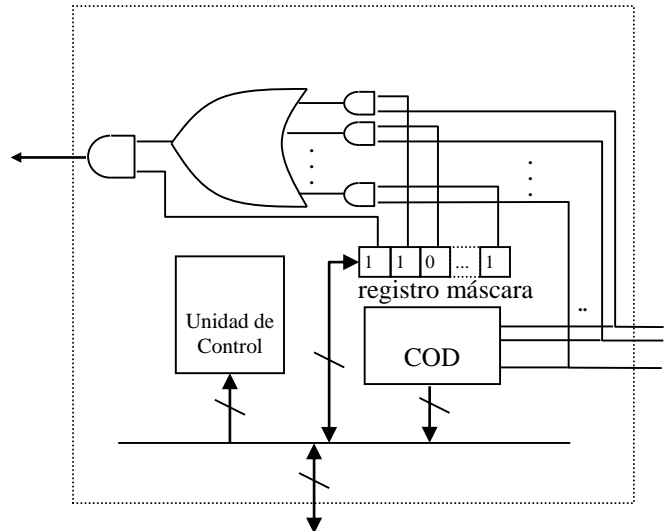 1 1 0 ... 1
registro máscara
Unidad de
Control
COD